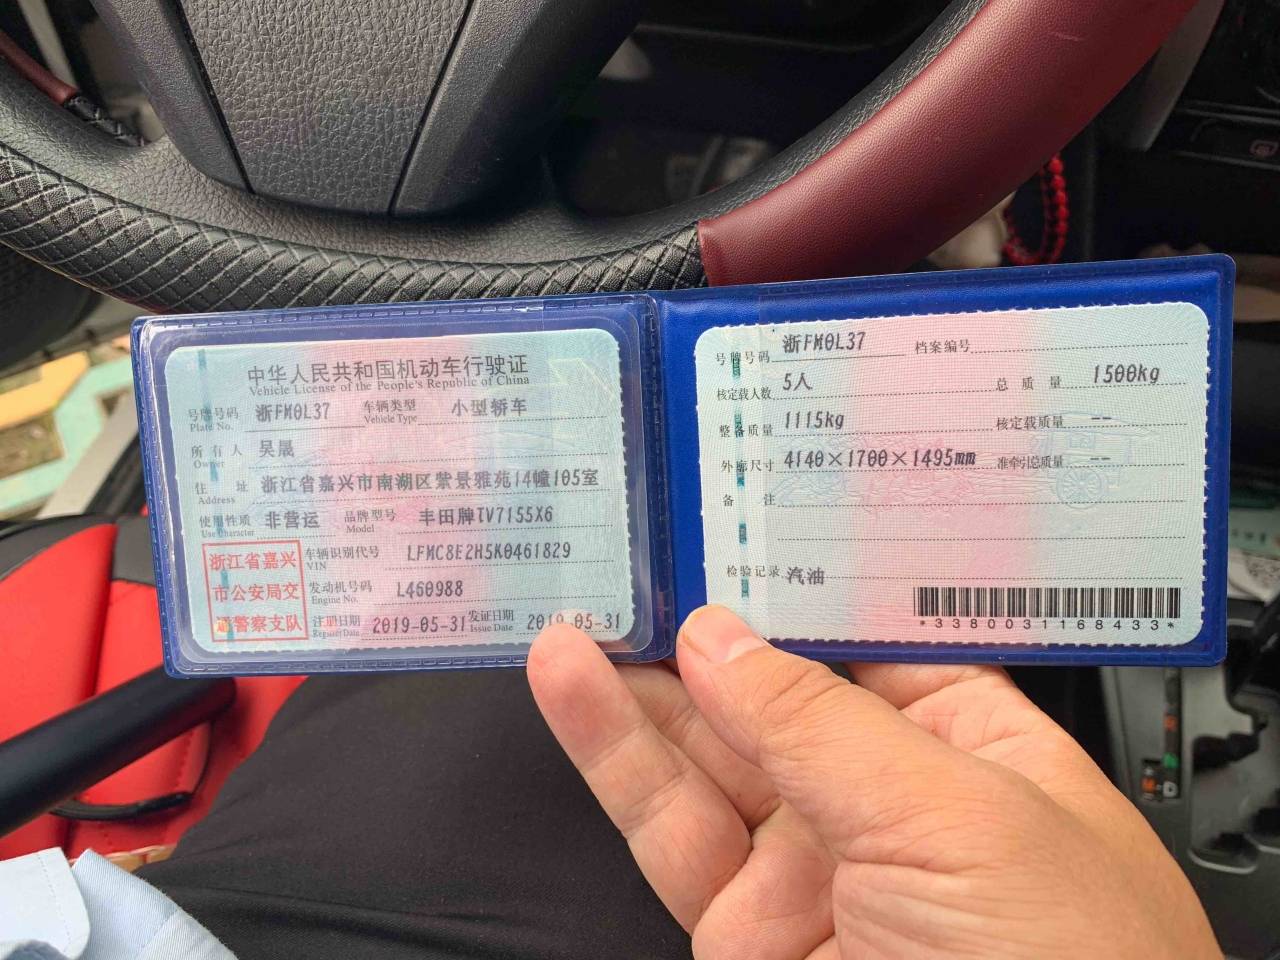 中华人民共和国机动车行驶证
Vehicle License of the People's Republic of China
号牌号码 浙FM0L37 车辆类型 小型轿车
Plate No. Vehicle Type
所有人 吴晟
Owner
住址 浙江省嘉兴市南湖区紫景雅苑14幢105室
Address
使用性质 非营运 品牌型号 丰田牌TV7155X6
Use Character Model
浙江省嘉兴
市公安局交
通警察支队
车辆识别代号 LFMC8E2H5K0461829
VIN
发动机号码 L460988
Engine No.
注册日期 2019-05-31 发证日期 2019-05-31
Register Date Issue Date
号牌号码 浙FM0L37 档案编号
核定载人数 5人 总质量 1500kg
整备质量 1115kg 核定载质量 --
外廓尺寸 4140×1700×1495mm 准牵引总质量 --
备注
检验记录 汽油
*3380031168433*